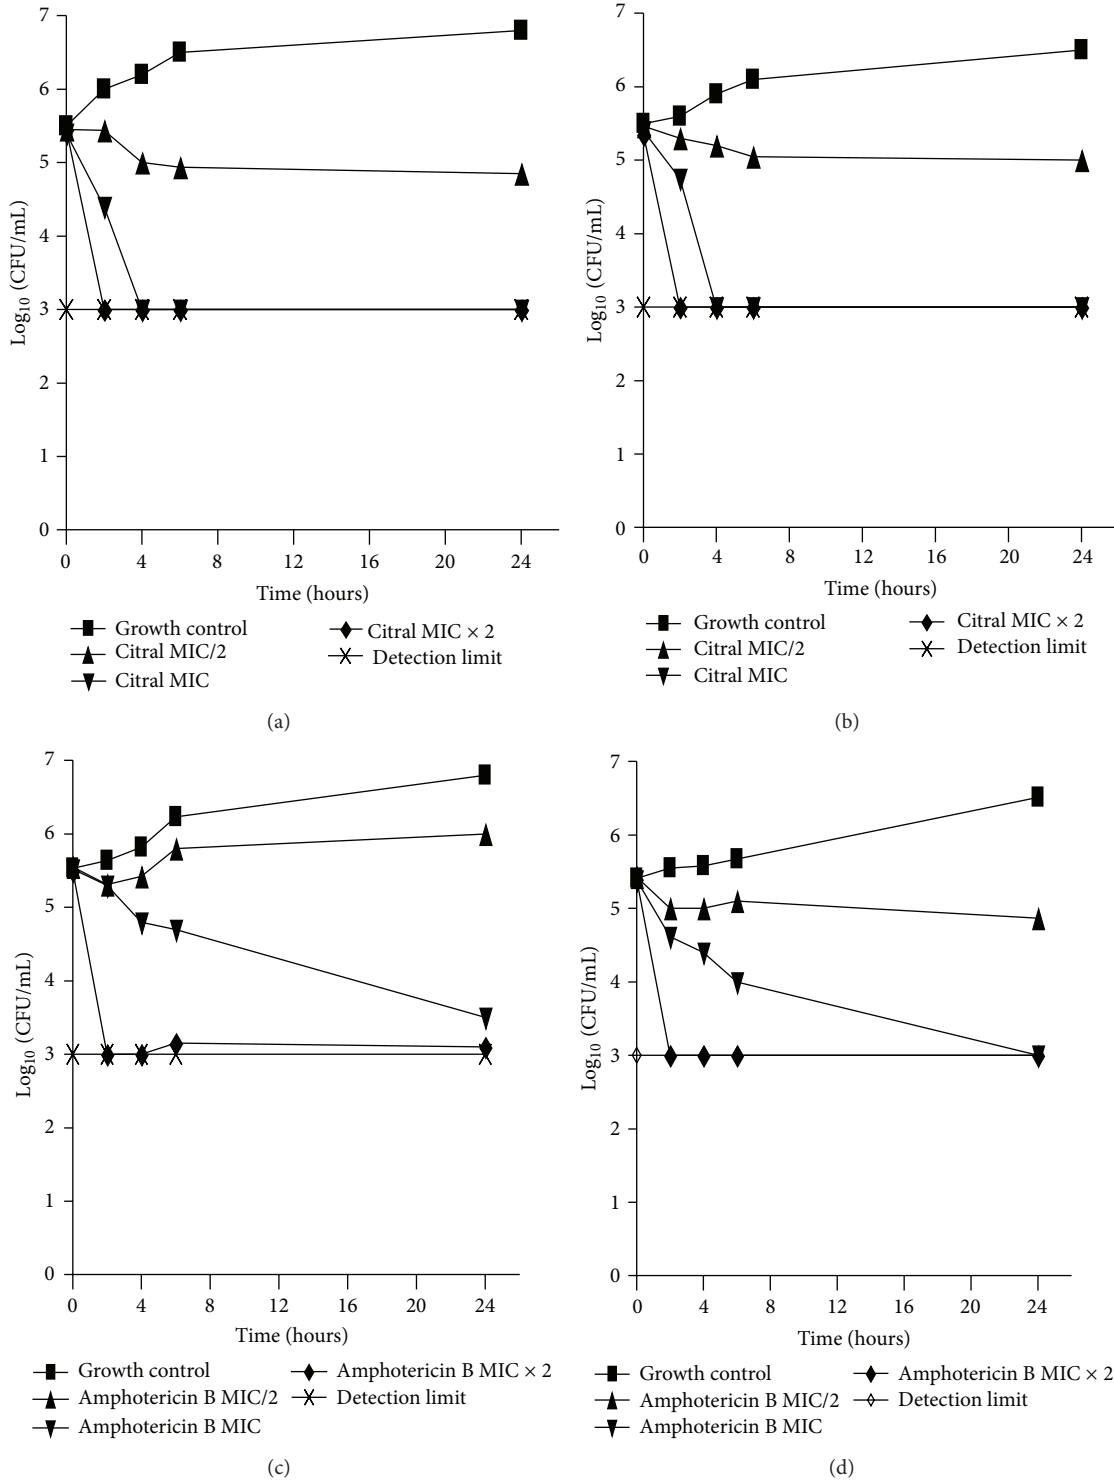 7
6
5
4
3
2
1
0
Log10 (CFU/mL)
0 4 8 12 16 20 24
Time (hours)
Growth control
Citral MIC/2
Citral MIC
Citral MIC × 2
Detection limit
(a)
7
6
5
4
3
2
1
0
Log10 (CFU/mL)
0 4 8 12 16 20 24
Time (hours)
Growth control
Citral MIC/2
Citral MIC
Citral MIC × 2
Detection limit
(b)
7
6
5
4
3
2
1
0
Log10 (CFU/mL)
0 4 8 12 16 20 24
Time (hours)
Growth control
Amphotericin B MIC/2
Amphotericin B MIC
Amphotericin B MIC × 2
Detection limit
(c)
7
6
5
4
3
2
1
0
Log10 (CFU/mL)
0 4 8 12 16 20 24
Time (hours)
Growth control
Amphotericin B MIC/2
Amphotericin B MIC
Amphotericin B MIC × 2
Detection limit
(d)